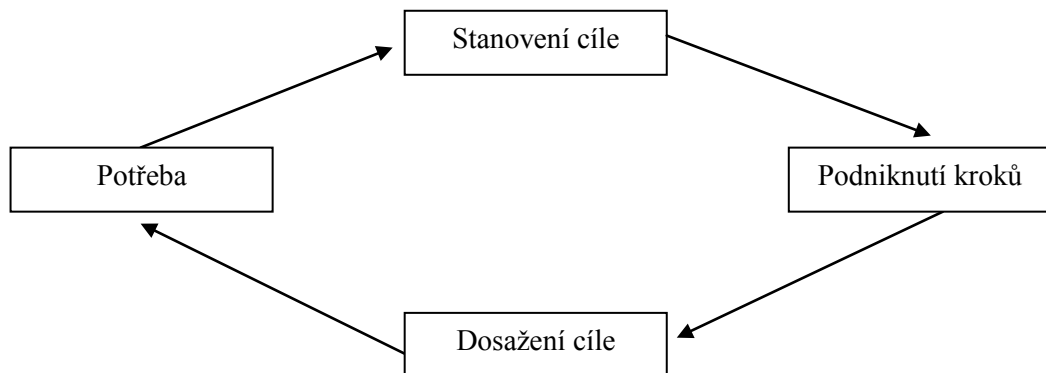 Stanovení cíle
Potřeba
Podniknutí kroků
Dosažení cíle